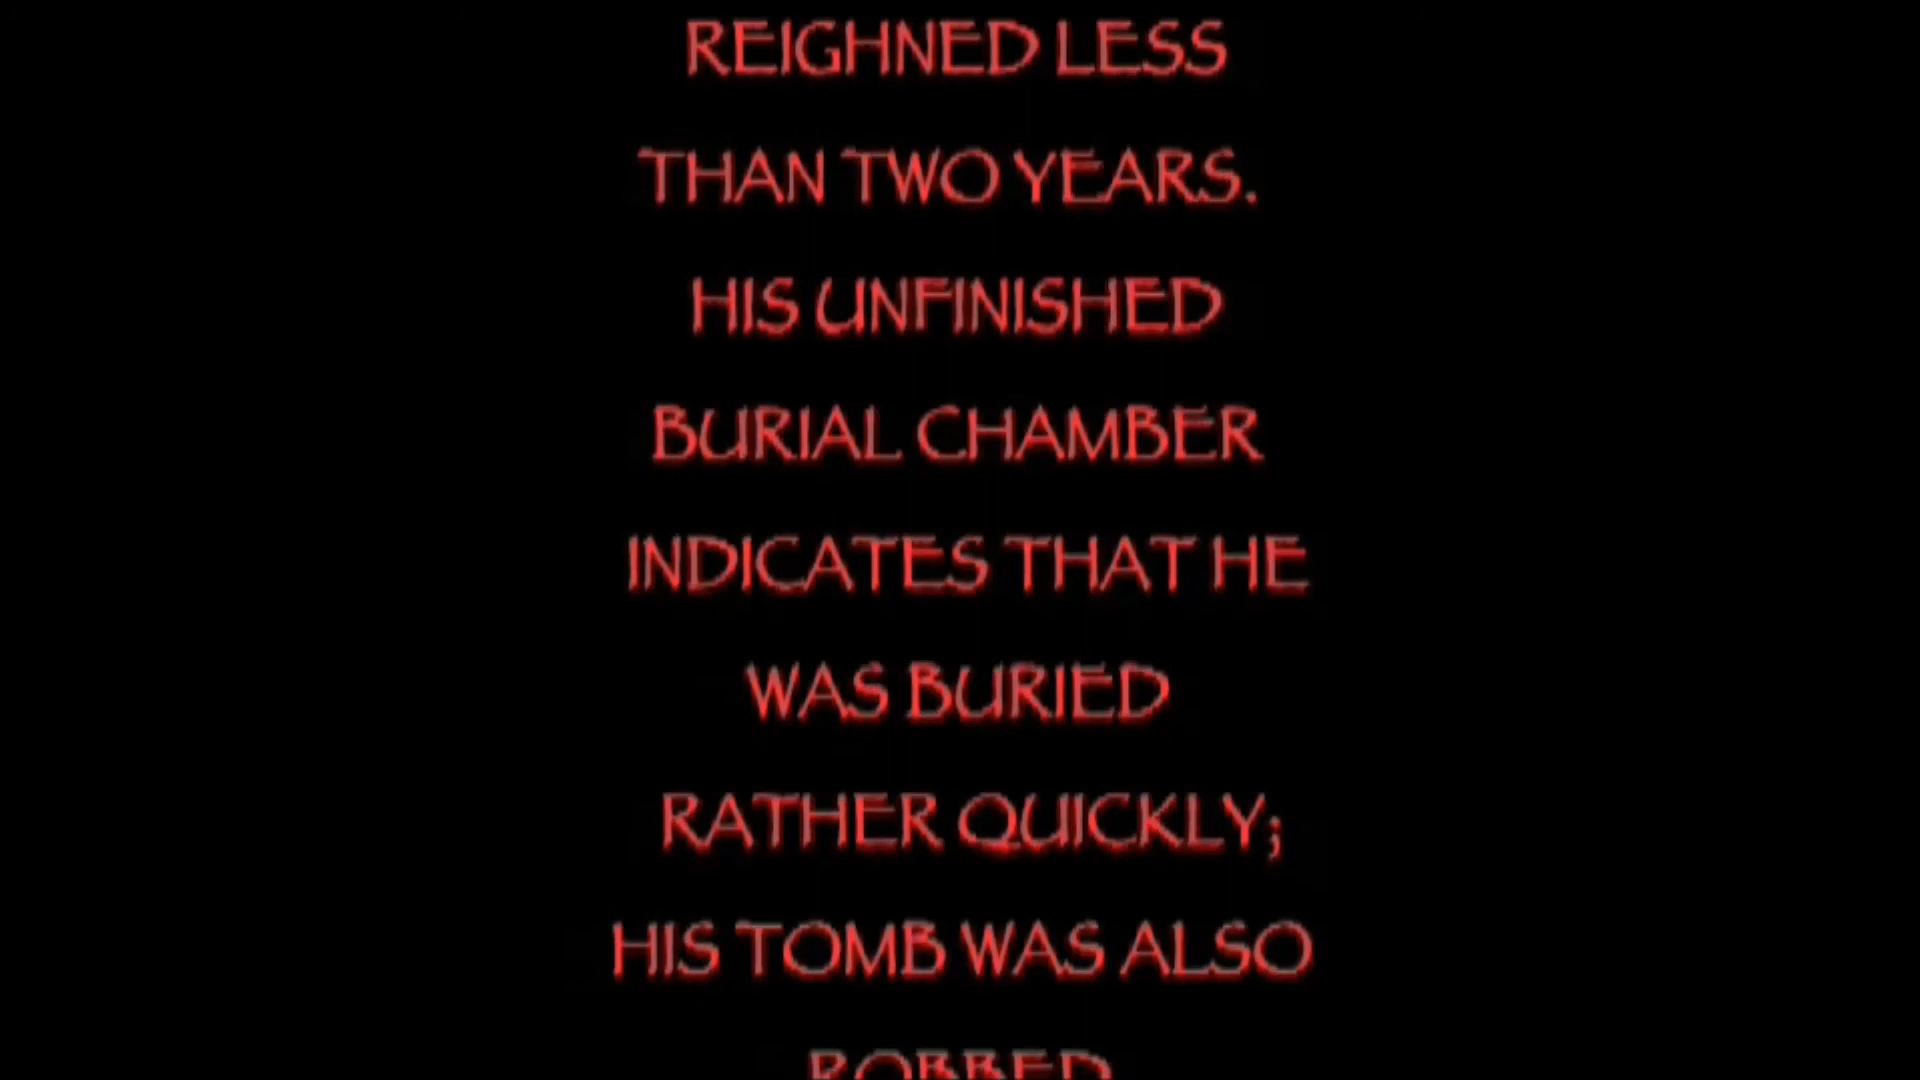 REIGHNED LESS
THAN TWO YEARS.
HIS UNFINISHED
BURIAL CHAMBER
INDICATES THAT HE
WAS BURIED
RATHER QUICKLY;
HIS TOMB WAS ALSO
ROBBED